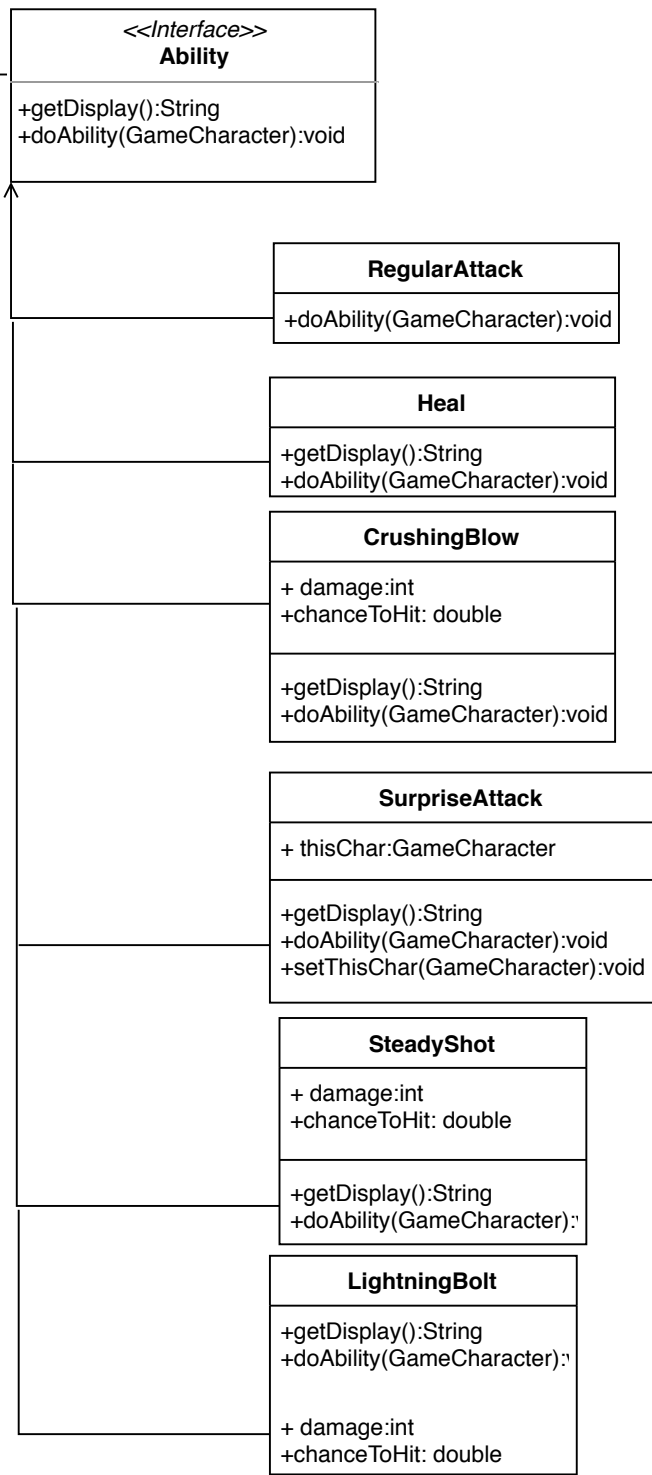 <<Interface>>
Ability
+getDisplay():String
+doAbility(GameCharacter):void
RegularAttack
+doAbility(GameCharacter):void
Heal
+getDisplay():String
+doAbility(GameCharacter):void
CrushingBlow
+ damage:int
+chanceToHit: double
+getDisplay():String
+doAbility(GameCharacter):void
SurpriseAttack
+ thisChar:GameCharacter
+getDisplay():String
+doAbility(GameCharacter):void
+setThisChar(GameCharacter):void
SteadyShot
+ damage:int
+chanceToHit: double
+getDisplay():String
+doAbility(GameCharacter):
LightningBolt
+getDisplay():String
+doAbility(GameCharacter):
+ damage:int
+chanceToHit: double